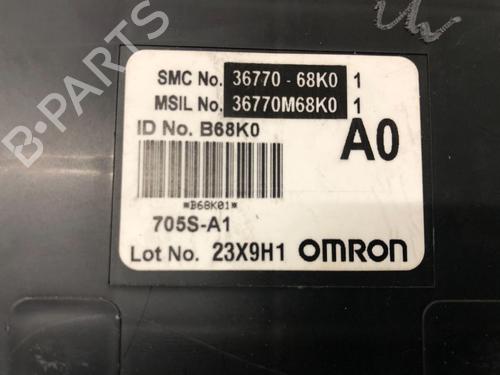 SMC No. 36770 - 68K0 1
MSIL No. 36770M68K0 1
ID No. B68K0
A0
*B68K01*
705S-A1
Lot No. 23X9H1 OMRON
B-PARTS